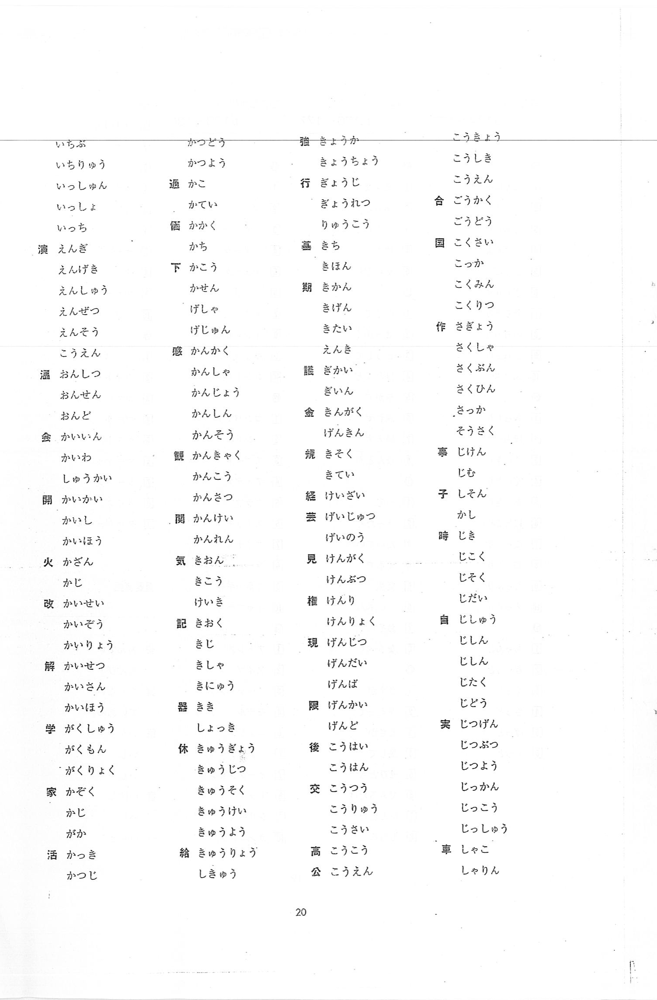 いちぶ
いちりゅう
いっしゅん
いっしょ
いっち
演 えんぎ
えんげき
えんしゅう
えんぜつ
えんそう
こうえん
温 おんしつ
おんせん
おんど
会 かいいん
かいわ
しゅうかい
開 かいかい
かいし
かいほう
火 かざん
かじ
改 かいせい
かいぞう
かいりょう
解 かいせつ
かいさん
かいほう
学 がくしゅう
がくもん
がくりょく
家 かぞく
かじ
がか
活 かっき
かつじ
かつどう
かつよう
過 かこ
かてい
価 かかく
かち
下 かこう
かせん
げしゃ
げじゅん
感 かんかく
かんしゃ
かんじょう
かんしん
かんそう
観 かんきゃく
かんこう
かんさつ
関 かんけい
かんれん
気 きおん
きこう
けいき
記 きおく
きじ
きしゃ
きにゅう
器 きき
しょっき
休 きゅうぎょう
きゅうじつ
きゅうそく
きゅうけい
きゅうよう
給 きゅうりょう
しきゅう
強 きょうか
きょうちょう
行 ぎょうじ
ぎょうれつ
りゅうこう
基 きち
きほん
期 きかん
きげん
きたい
えんき
議 ぎかい
ぎいん
金 きんがく
げんきん
規 きそく
きてい
経 けいざい
芸 げいじゅつ
げいのう
見 けんがく
けんぶつ
権 けんり
けんりょく
現 げんじつ
げんだい
げんば
限 げんかい
げんど
後 こうはい
こうはん
交 こうつう
こうりゅう
こうさい
高 こうこう
公 こうえん
こうきょう
こうしき
こうえん
合 ごうかく
ごうどう
国 こくさい
こっか
こくみん
こくりつ
作 さぎょう
さくしゃ
さくぶん
さくひん
さっか
そうさく
事 じけん
じむ
子 しそん
かし
時 じき
じこく
じそく
じだい
自 じしゅう
じしん
じしん
じたく
じどう
実 じつげん
じつぶつ
じつよう
じっかん
じっこう
じっしゅう
車 しゃこ
しゃりん
20